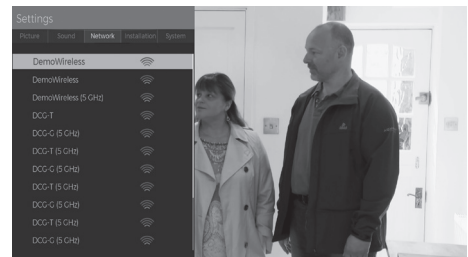 Settings
Picture Sound Network Installation System
DemoWireless
DemoWireless
DemoWireless (5 GHz)
DCG-T
DCG-G (5 GHz)
DCG-T (5 GHz)
DCG-G (5 GHz)
DCG-T (5 GHz)
DCG-G (5 GHz)
DCG-T (5 GHz)
DCG-G (5 GHz)